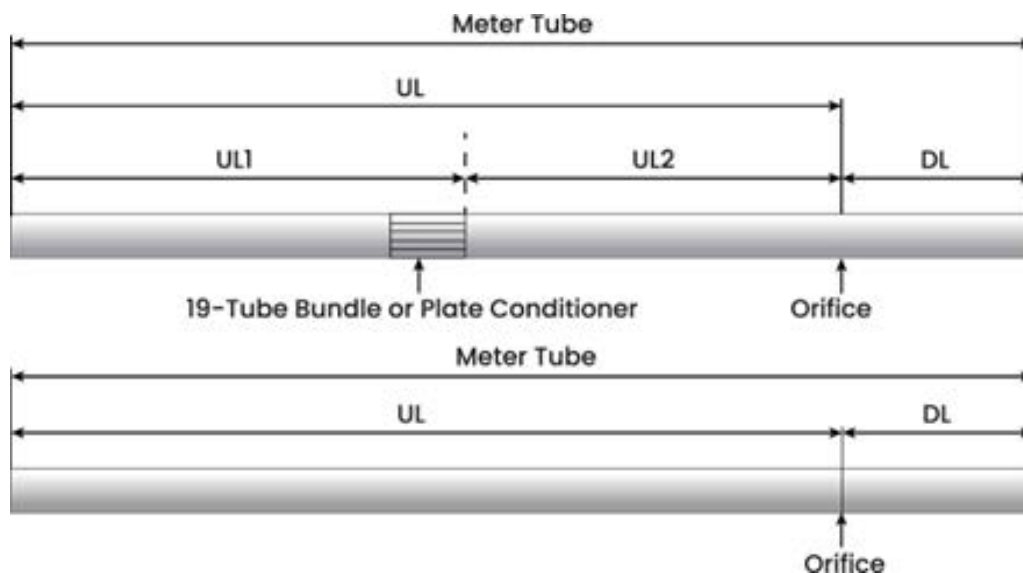 Meter Tube
UL
UL1 UL2 DL
19-Tube Bundle or Plate Conditioner Orifice
Meter Tube
UL DL
Orifice